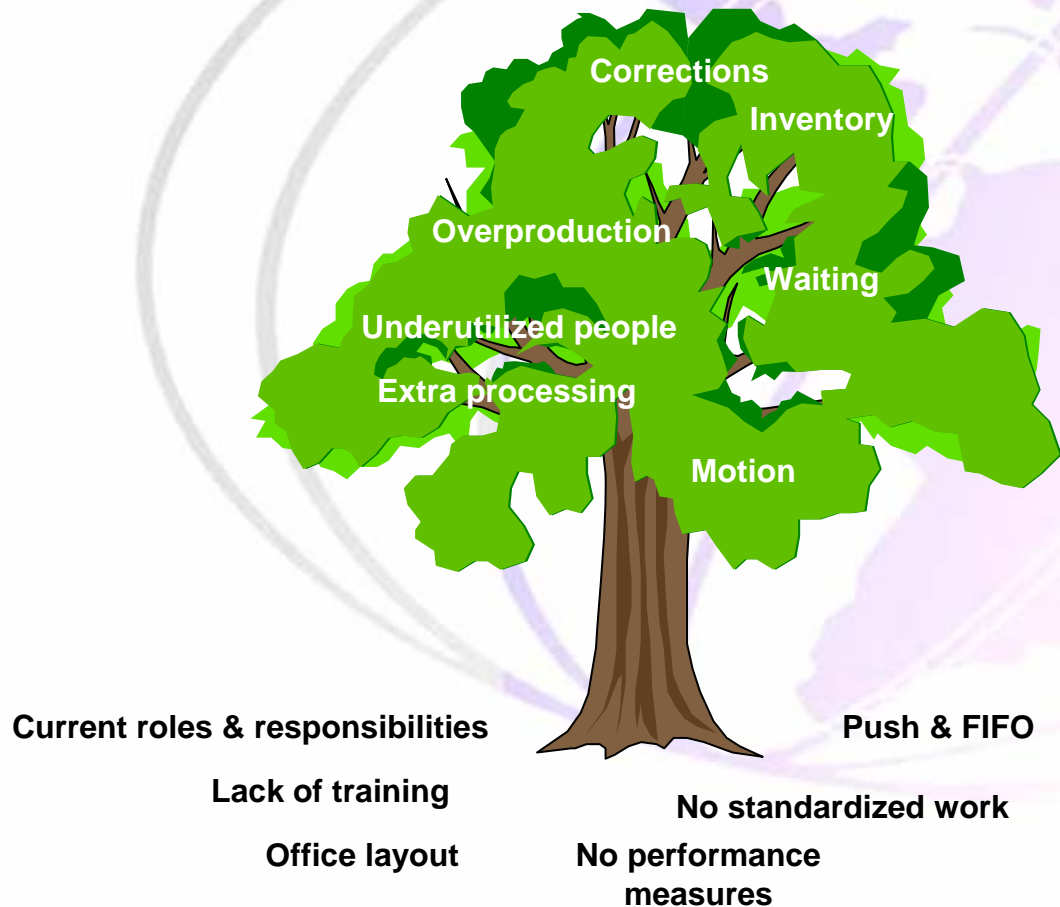 Corrections
Inventory
Overproduction
Waiting
Underutilized people
Extra processing
Motion
Current roles & responsibilities
Push & FIFO
Lack of training
No standardized work
Office layout
No performance
measures